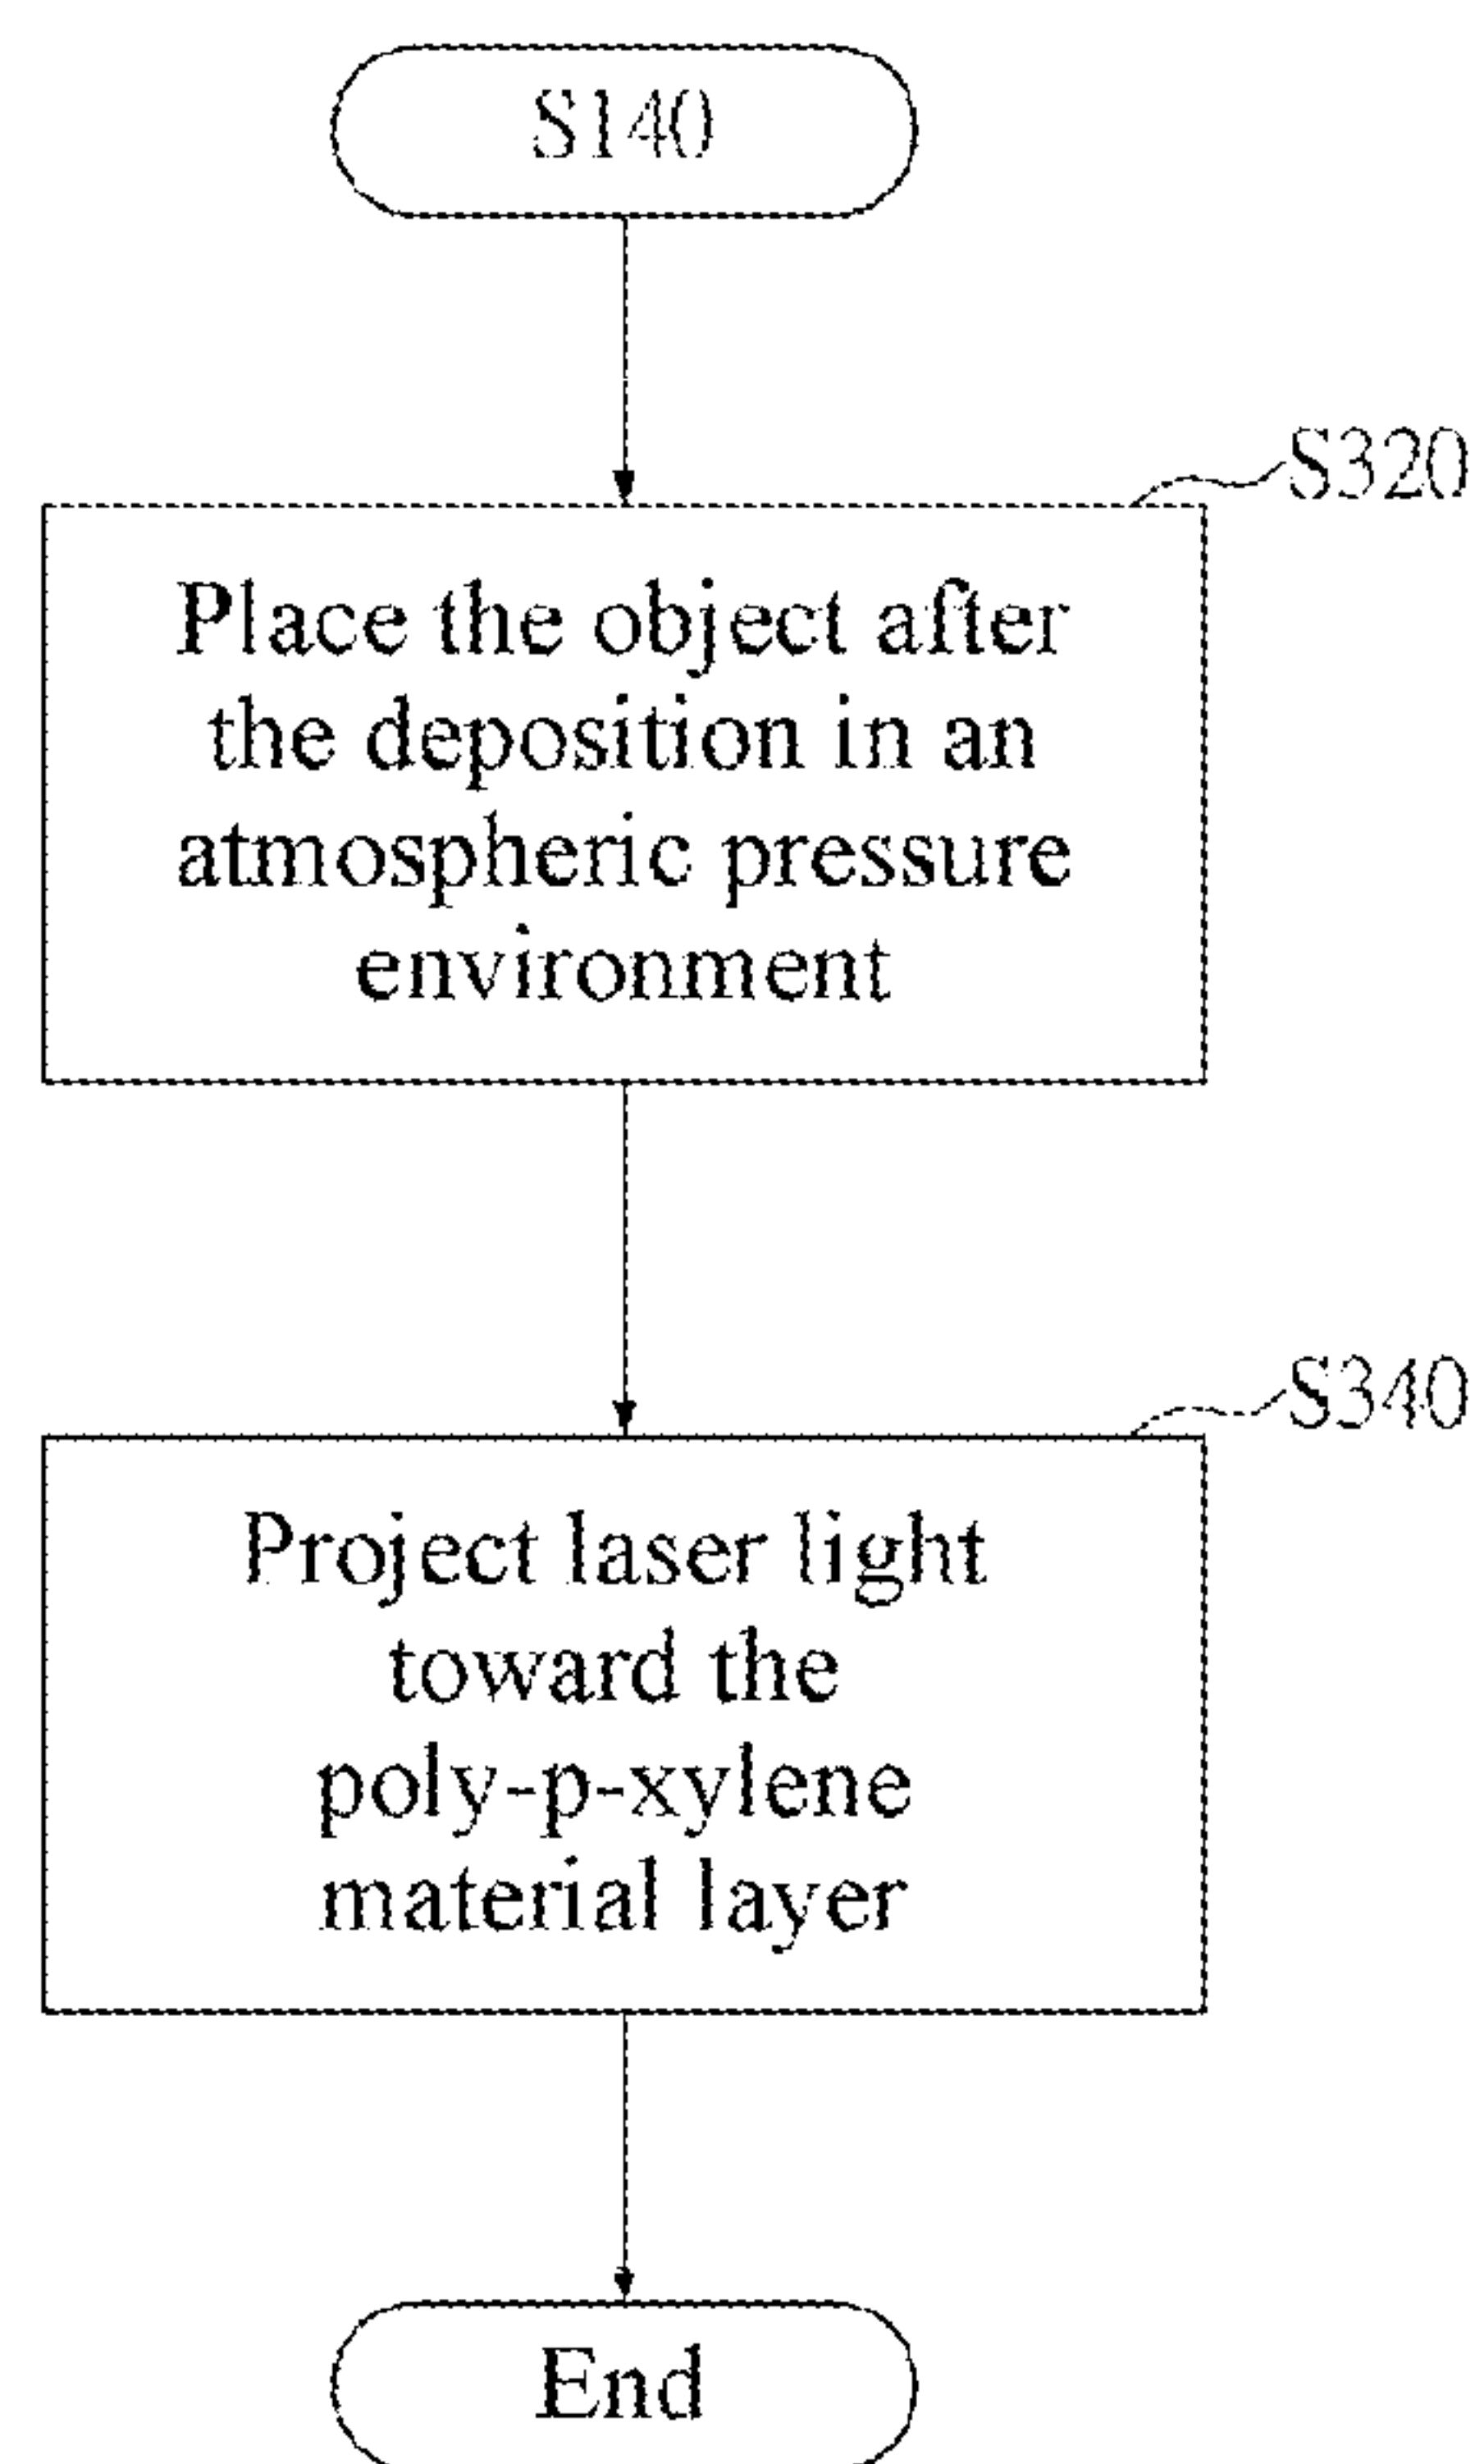 S140
S320
Place the object after
the deposition in an
atmospheric pressure
environment
S340
Project laser light
toward the
poly-p-xylene
material layer
End